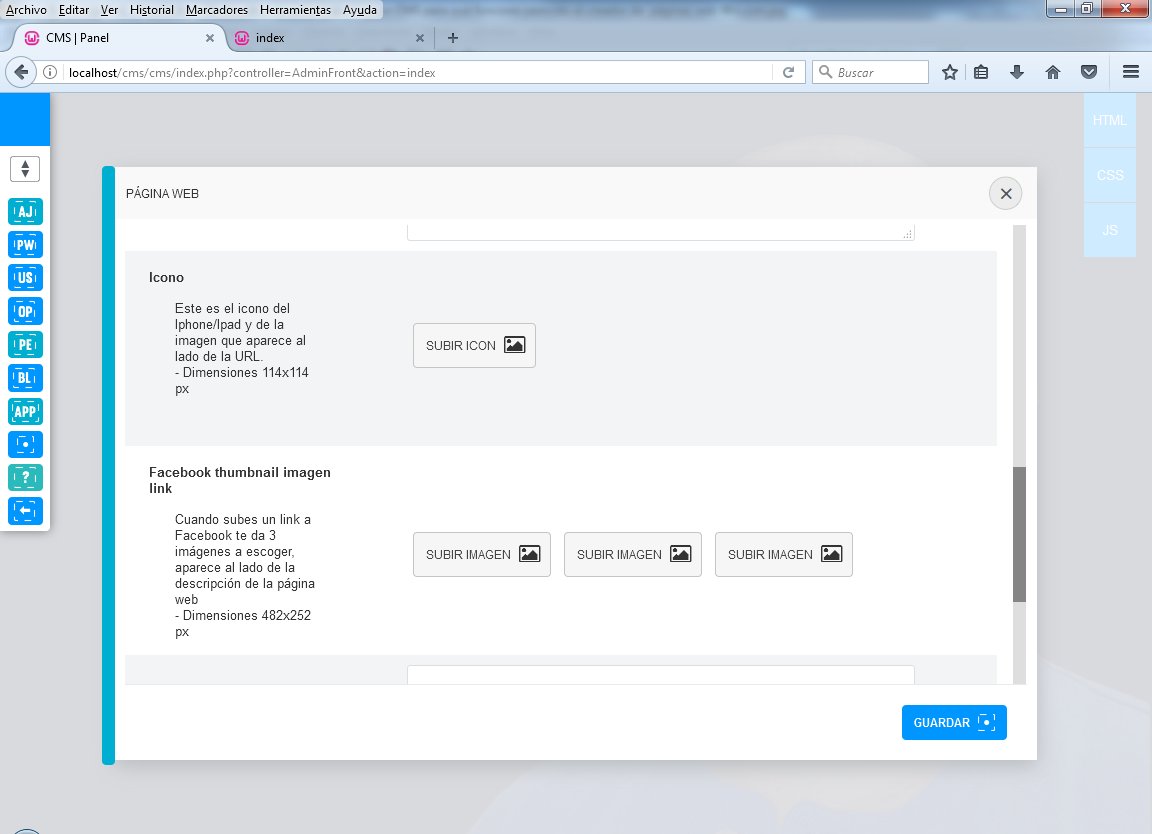 Archivo Editar Ver Historial Marcadores Herramientas Ayuda
CMS | Panel
index
localhost/cms/cms/index.php?controller=AdminFront&action=index
Buscar
HTML
CSS
JS
AJ
PW
US
OP
PE
BL
APP
?
PÁGINA WEB
Icono
Este es el icono del
Iphone/Ipad y de la
imagen que aparece al
lado de la URL.
- Dimensiones 114x114
px
SUBIR ICON
Facebook thumbnail imagen
link
Cuando subes un link a
Facebook te da 3
imágenes a escoger,
aparece al lado de la
descripción de la página
web
- Dimensiones 482x252
px
SUBIR IMAGEN SUBIR IMAGEN SUBIR IMAGEN
GUARDAR